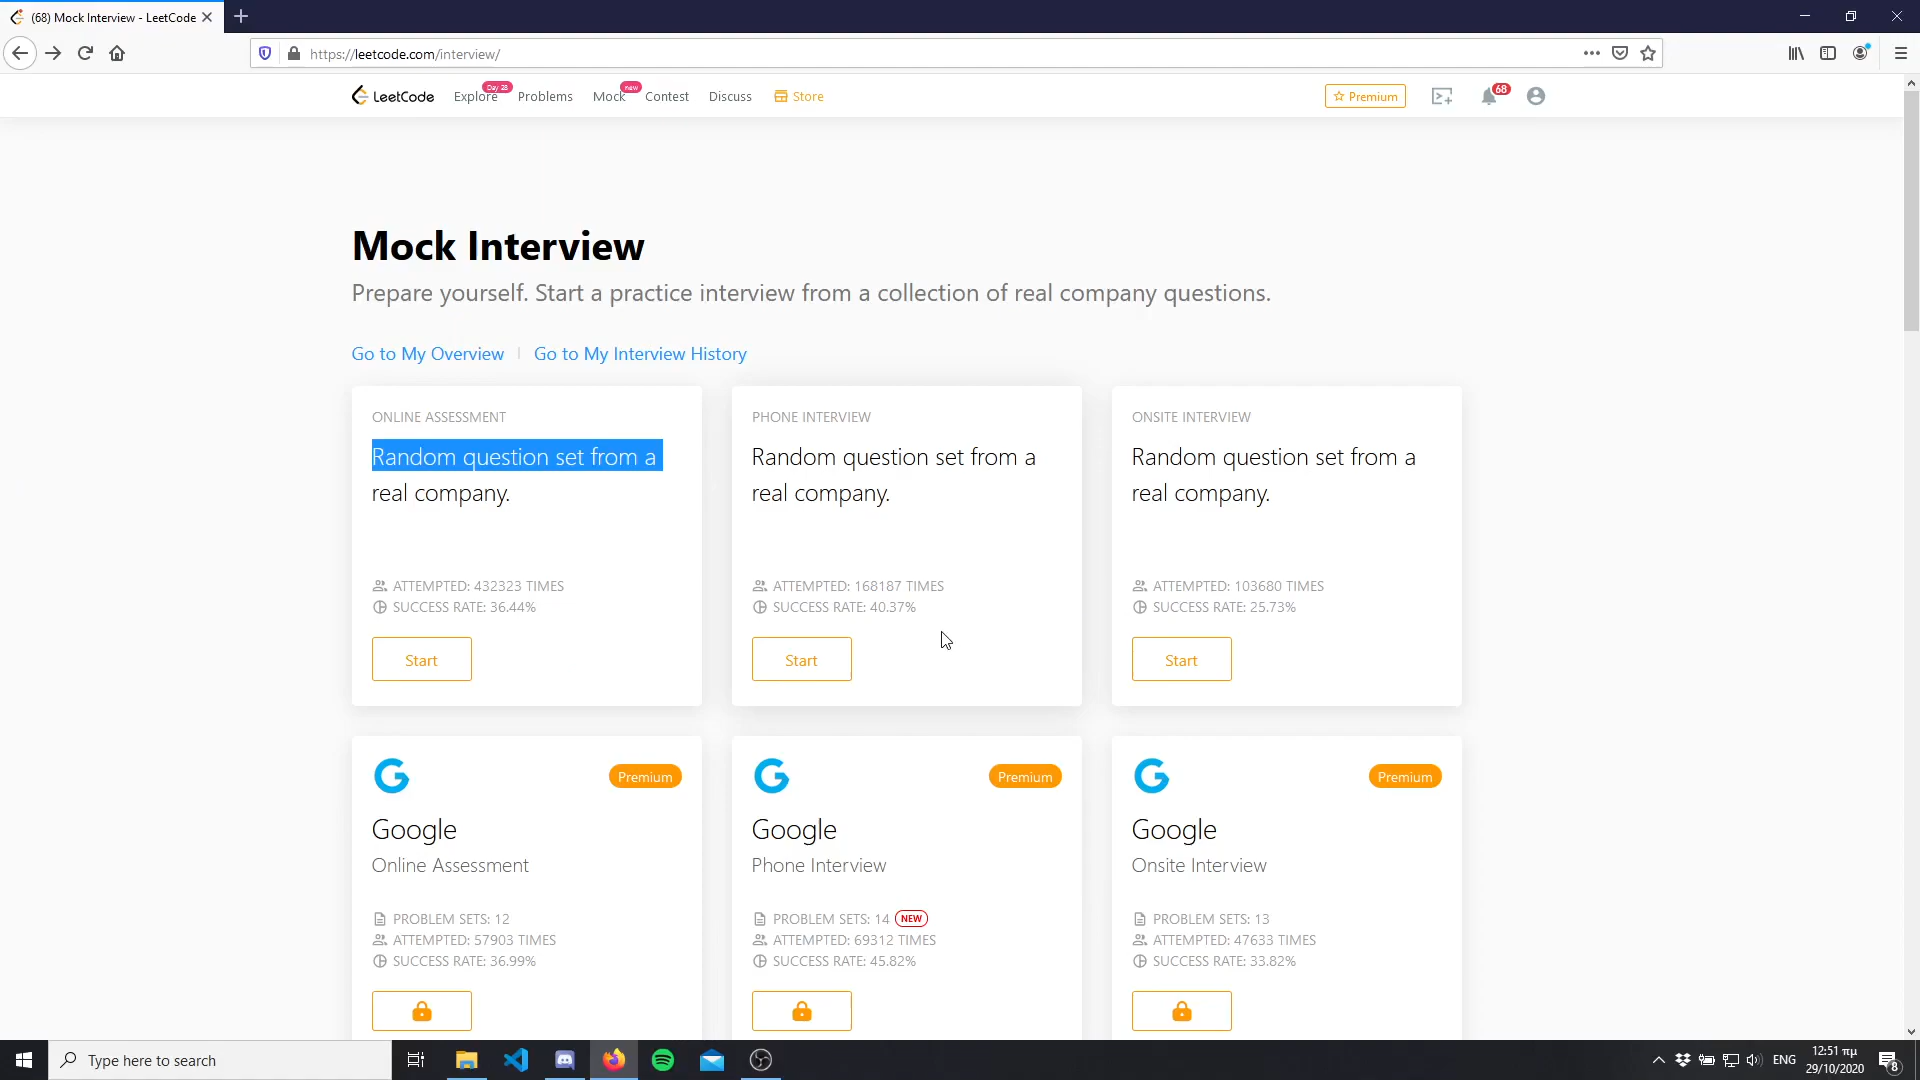 (68) Mock Interview - LeetCode
https://leetcode.com/interview/
LeetCode Explore Day 28 Problems Mock new Contest Discuss Store Premium 68
Mock Interview
Prepare yourself. Start a practice interview from a collection of real company questions.
Go to My Overview | Go to My Interview History
ONLINE ASSESSMENT
Random question set from a
real company.
ATTEMPTED: 432323 TIMES
SUCCESS RATE: 36.44%
Start
PHONE INTERVIEW
Random question set from a
real company.
ATTEMPTED: 168187 TIMES
SUCCESS RATE: 40.37%
Start
ONSITE INTERVIEW
Random question set from a
real company.
ATTEMPTED: 103680 TIMES
SUCCESS RATE: 25.73%
Start
Premium
Google
Online Assessment
PROBLEM SETS: 12
ATTEMPTED: 57903 TIMES
SUCCESS RATE: 36.99%
Premium
Google
Phone Interview
PROBLEM SETS: 14 NEW
ATTEMPTED: 69312 TIMES
SUCCESS RATE: 45.82%
Premium
Google
Onsite Interview
PROBLEM SETS: 13
ATTEMPTED: 47633 TIMES
SUCCESS RATE: 33.82%
Type here to search
ENG
12:51 πμ
29/10/2020
8